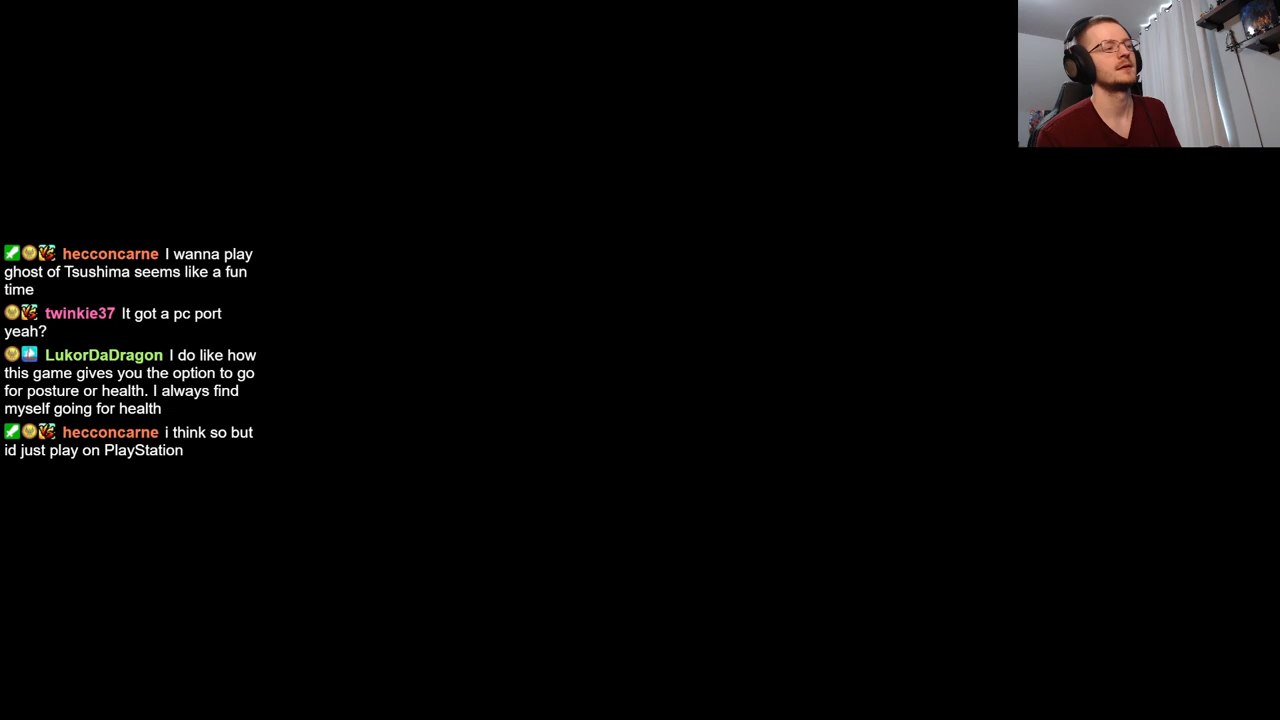 hecconcarne I wanna play
ghost of Tsushima seems like a fun
time
twinkie37 It got a pc port
yeah?
LukorDaDragon I do like how
this game gives you the option to go
for posture or health. I always find
myself going for health
hecconcarne i think so but
id just play on PlayStation